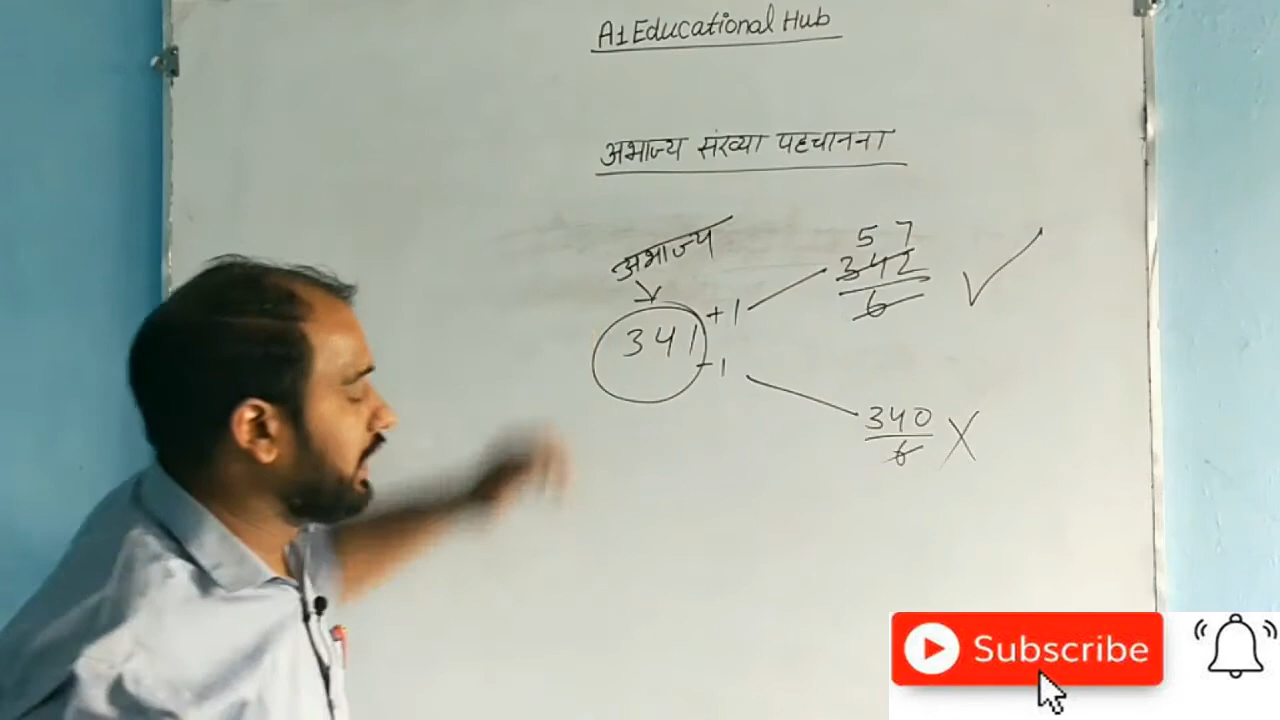 A1 Educational Hub
अभाज्य संख्या पहचानना
अभाज्य
341
+1
-1
57
342
6
340
6
Subscribe